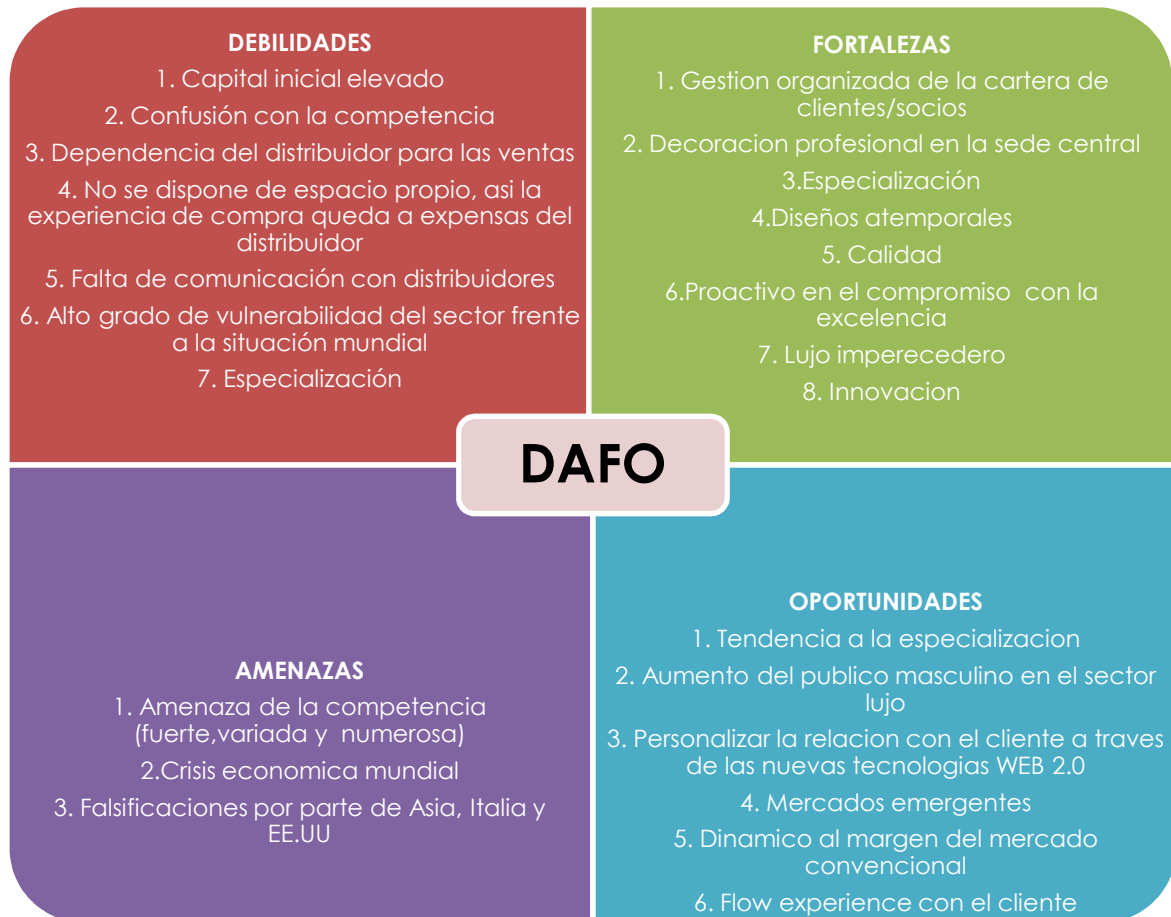 DEBILIDADES
1. Capital inicial elevado
2. Confusión con la competencia
3. Dependencia del distribuidor para las ventas
4. No se dispone de espacio propio, asi la
experiencia de compra queda a expensas del
distribuidor
5. Falta de comunicación con distribuidores
6. Alto grado de vulnerabilidad del sector frente
a la situación mundial
7. Especialización
FORTALEZAS
1. Gestion organizada de la cartera de
clientes/socios
2. Decoracion profesional en la sede central
3.Especialización
4.Diseños atemporales
5. Calidad
6.Proactivo en el compromiso con la
excelencia
7. Lujo imperecedero
8. Innovacion
DAFO
AMENAZAS
1. Amenaza de la competencia
(fuerte,variada y numerosa)
2.Crisis economica mundial
3. Falsificaciones por parte de Asia, Italia y
EE.UU
OPORTUNIDADES
1. Tendencia a la especializacion
2. Aumento del publico masculino en el sector
lujo
3. Personalizar la relacion con el cliente a traves
de las nuevas tecnologias WEB 2.0
4. Mercados emergentes
5. Dinamico al margen del mercado
convencional
6. Flow experience con el cliente